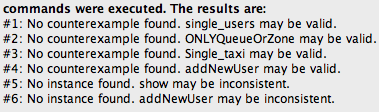 commands were executed. The results are:
#1: No counterexample found. single_users may be valid.
#2: No counterexample found. ONLYQueueOrZone may be valid.
#3: No counterexample found. Single_taxi may be valid.
#4: No counterexample found. addNewUser may be valid.
#5: No instance found. show may be inconsistent.
#6: No instance found. addNewUser may be inconsistent.